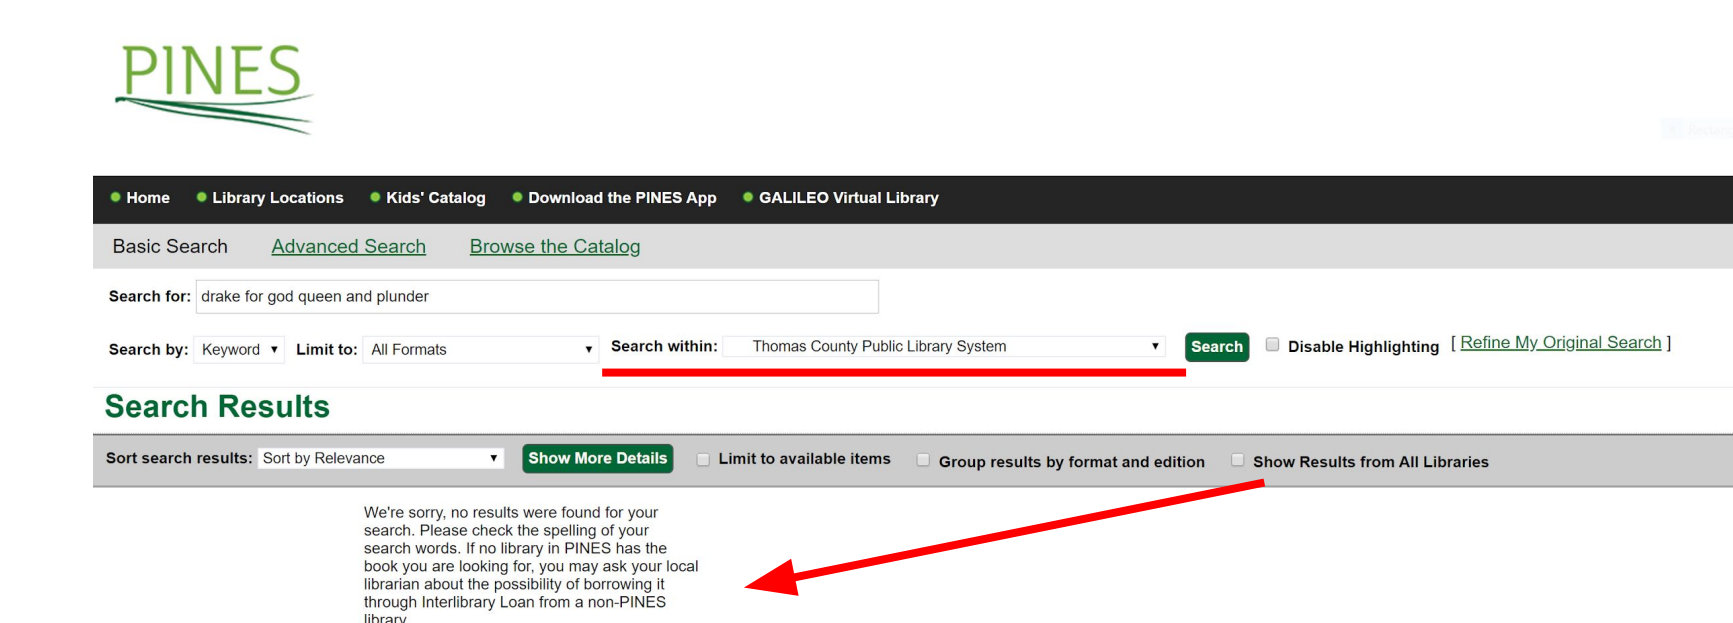 PINES
Home Library Locations Kids' Catalog Download the PINES App GALILEO Virtual Library
Basic Search Advanced Search Browse the Catalog
Search for: drake for god queen and plunder
Search by: Keyword Limit to: All Formats Search within: Thomas County Public Library System Search Disable Highlighting [ Refine My Original Search ]
Search Results
Sort search results: Sort by Relevance Show More Details Limit to available items Group results by format and edition Show Results from All Libraries
We're sorry, no results were found for your
search. Please check the spelling of your
search words. If no library in PINES has the
book you are looking for, you may ask your local
librarian about the possibility of borrowing it
through Interlibrary Loan from a non-PINES
library